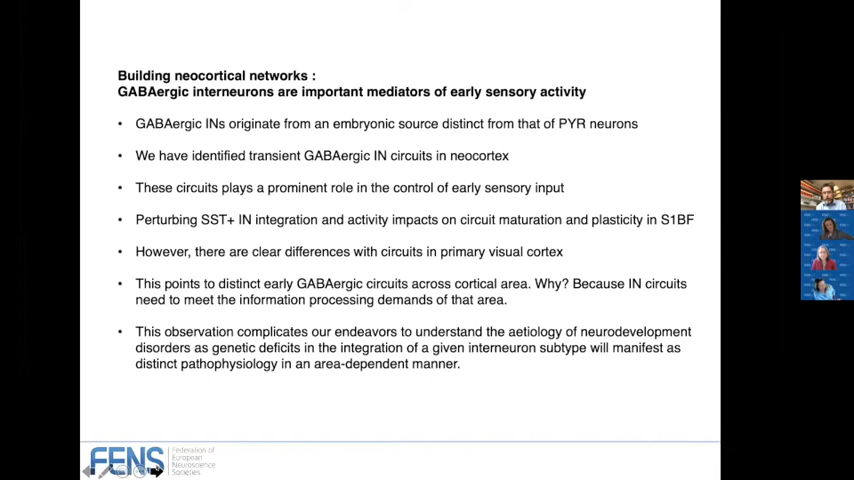 Building neocortical networks :
GABAergic interneurons are important mediators of early sensory activity
• GABAergic INs originate from an embryonic source distinct from that of PYR neurons
• We have identified transient GABAergic IN circuits in neocortex
• These circuits plays a prominent role in the control of early sensory input
• Perturbing SST+ IN integration and activity impacts on circuit maturation and plasticity in S1BF
• However, there are clear differences with circuits in primary visual cortex
• This points to distinct early GABAergic circuits across cortical area. Why? Because IN circuits
need to meet the information processing demands of that area.
• This observation complicates our endeavors to understand the aetiology of neurodevelopment
disorders as genetic deficits in the integration of a given interneuron subtype will manifest as
distinct pathophysiology in an area-dependent manner.
FENS
Federation of
European
Neuroscience
Societies